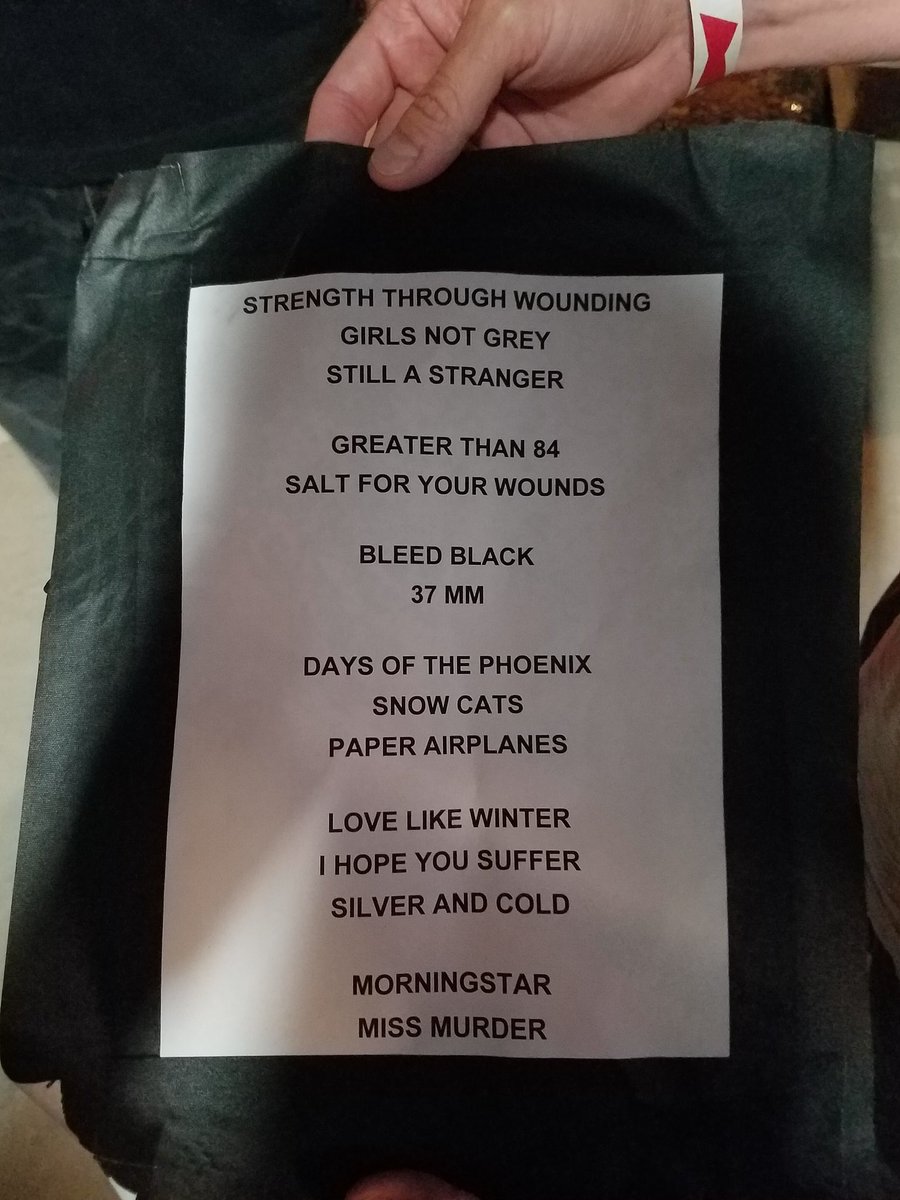 STRENGTH THROUGH WOUNDING
GIRLS NOT GREY
STILL A STRANGER
GREATER THAN 84
SALT FOR YOUR WOUNDS
BLEED BLACK
37 MM
DAYS OF THE PHOENIX
SNOW CATS
PAPER AIRPLANES
LOVE LIKE WINTER
I HOPE YOU SUFFER
SILVER AND COLD
MORNINGSTAR
MISS MURDER